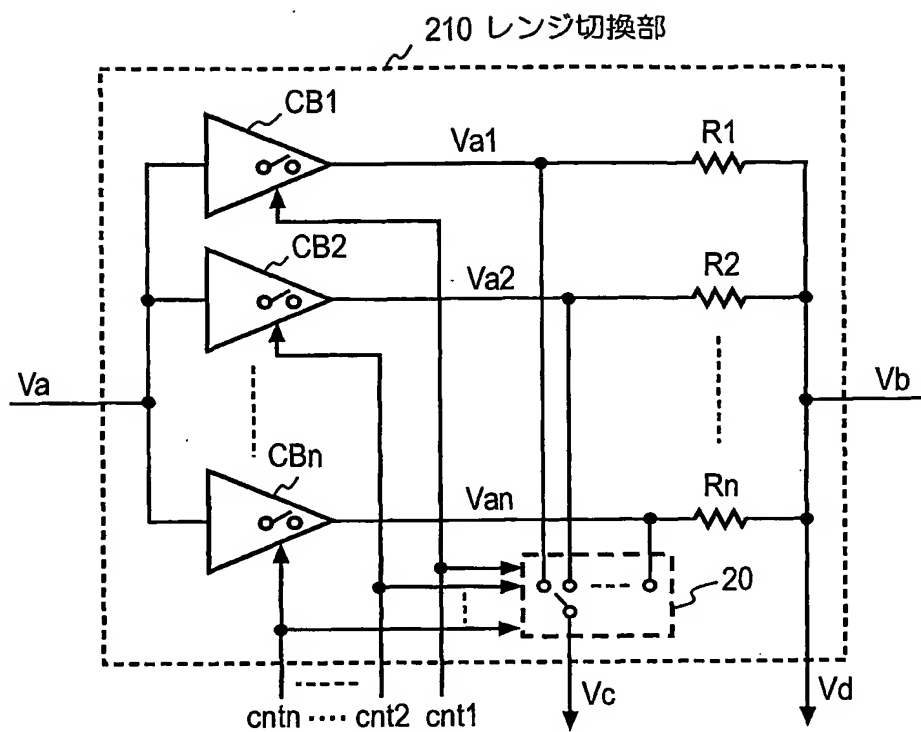 210 レンジ切換部
CB1
Va1
R1
CB2
Va2
R2
Va
Vb
CBn
Van
Rn
20
cntn ···· cnt2 cnt1
Vc
Vd